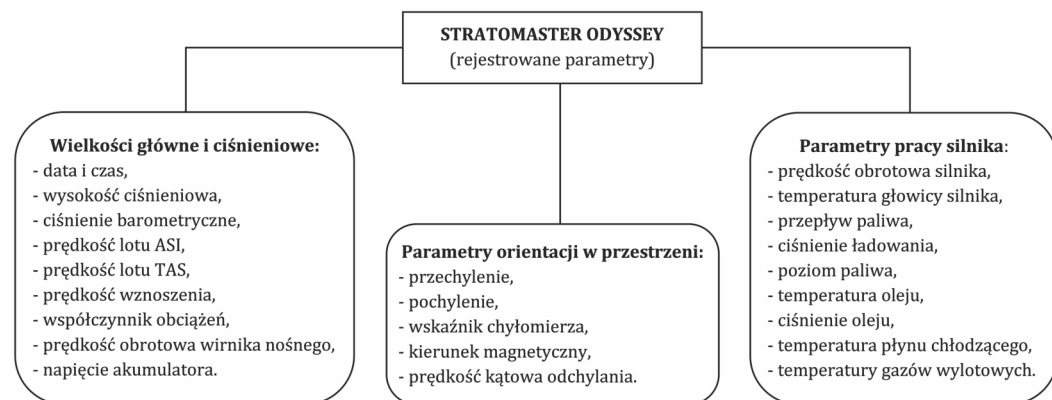 STRATOMASTER ODYSSEY
(rejestrowane parametry)
Wielkości główne i ciśnieniowe:
- data i czas,
- wysokość ciśnieniowa,
- ciśnienie barometryczne,
- prędkość lotu ASI,
- prędkość lotu TAS,
- prędkość wznoszenia,
- współczynnik obciążeń,
- prędkość obrotowa wirnika nośnego,
- napięcie akumulatora.
Parametry orientacji w przestrzeni:
- przechylenie,
- pochylenie,
- wskaźnik chyłomierza,
- kierunek magnetyczny,
- prędkość kątowa odchylania.
Parametry pracy silnika:
- prędkość obrotowa silnika,
- temperatura głowicy silnika,
- przepływ paliwa,
- ciśnienie ładowania,
- poziom paliwa,
- temperatura oleju,
- ciśnienie oleju,
- temperatura płynu chłodzącego,
- temperatury gazów wylotowych.